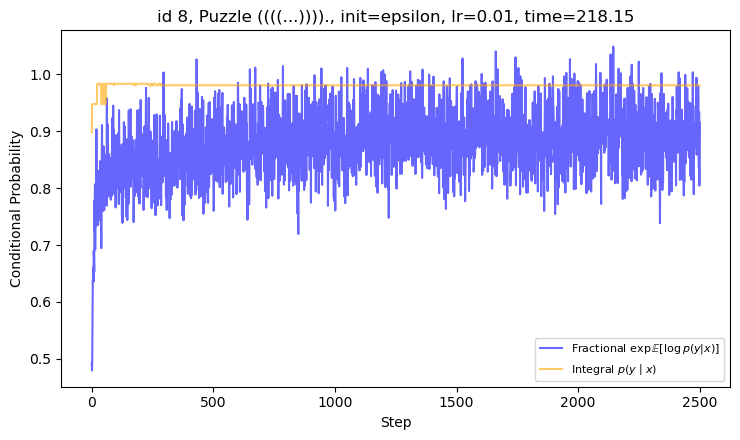 id 8, Puzzle ((((...))))., init=epsilon, lr=0.01, time=218.15
Conditional Probability
1.0
0.9
0.8
0.7
0.6
0.5
Fractional exp𝔼[log p(y|x)]
Integral p(y | x)
0
500
1000
1500
2000
2500
Step